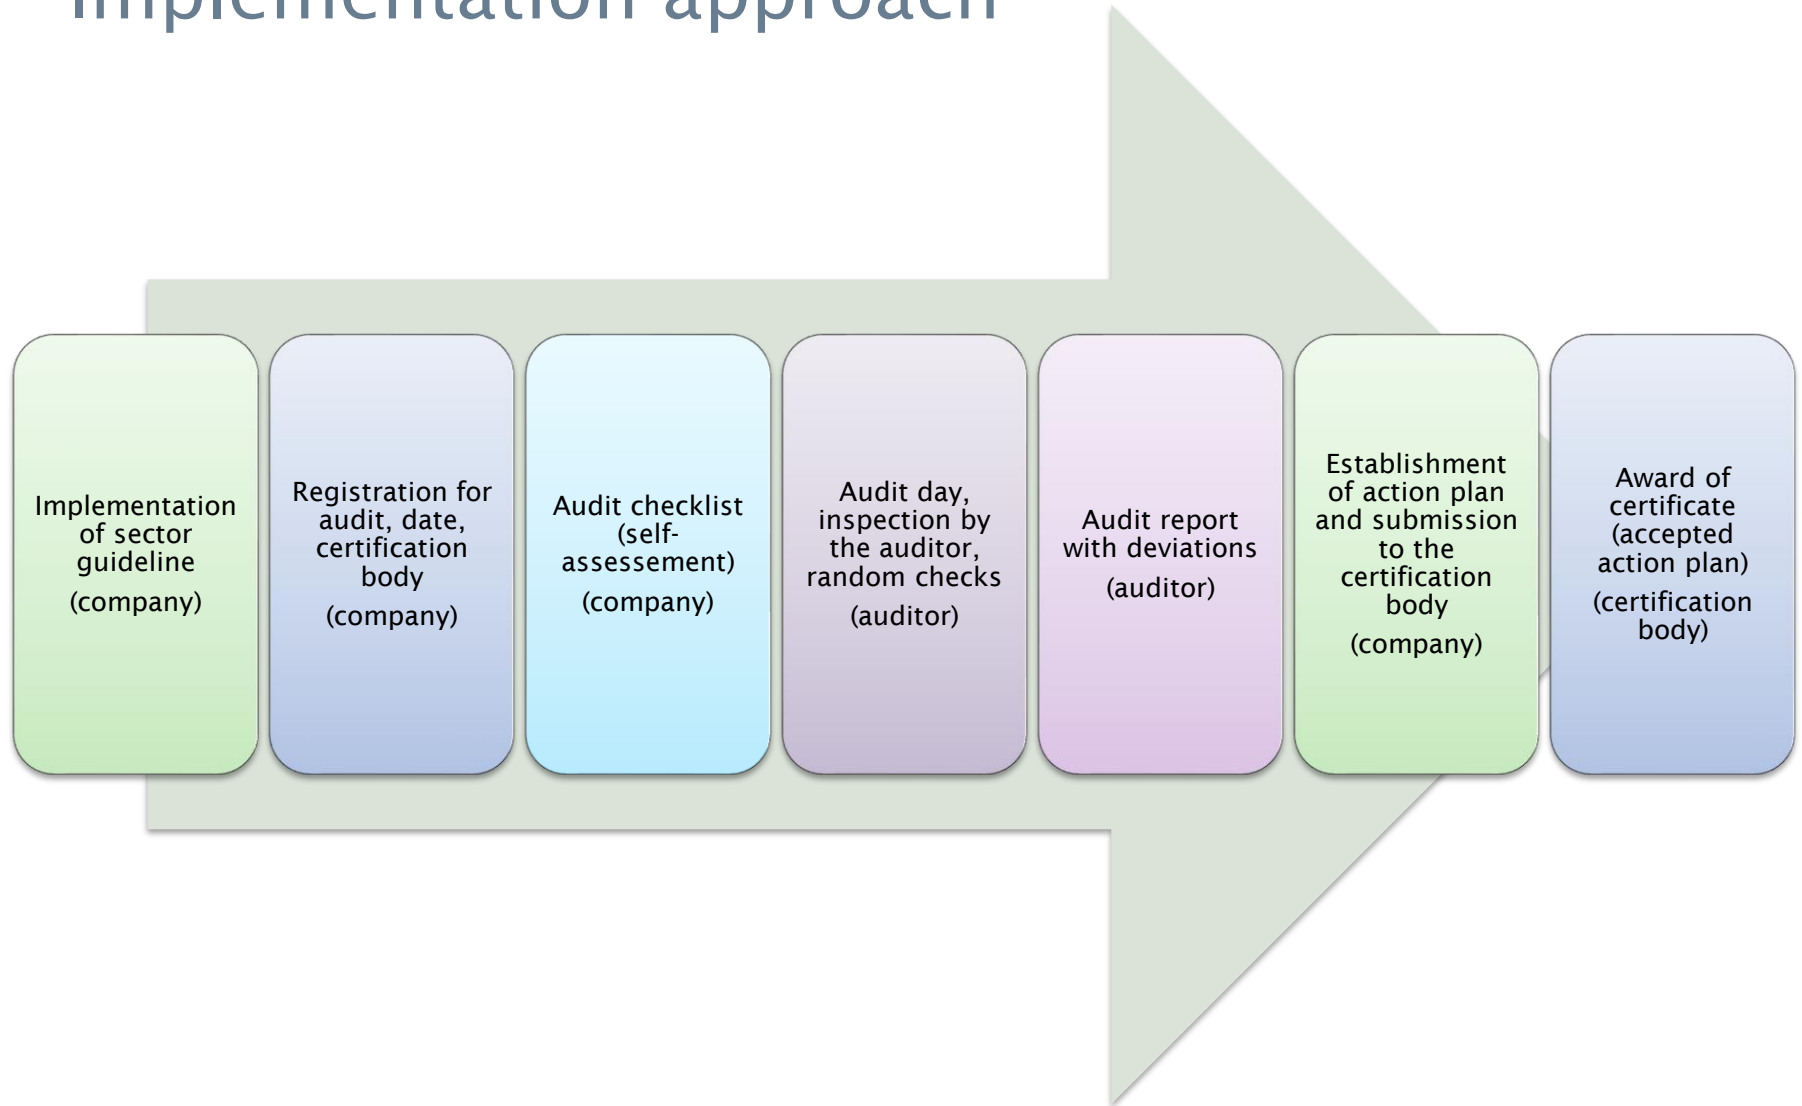 Implementation approach
Implementation
of sector
guideline
(company)
Registration for
audit, date,
certification
body
(company)
Audit checklist
(self-
assessement)
(company)
Audit day,
inspection by
the auditor,
random checks
(auditor)
Audit report
with deviations
(auditor)
Establishment
of action plan
and submission
to the
certification
body
(company)
Award of
certificate
(accepted
action plan)
(certification
body)